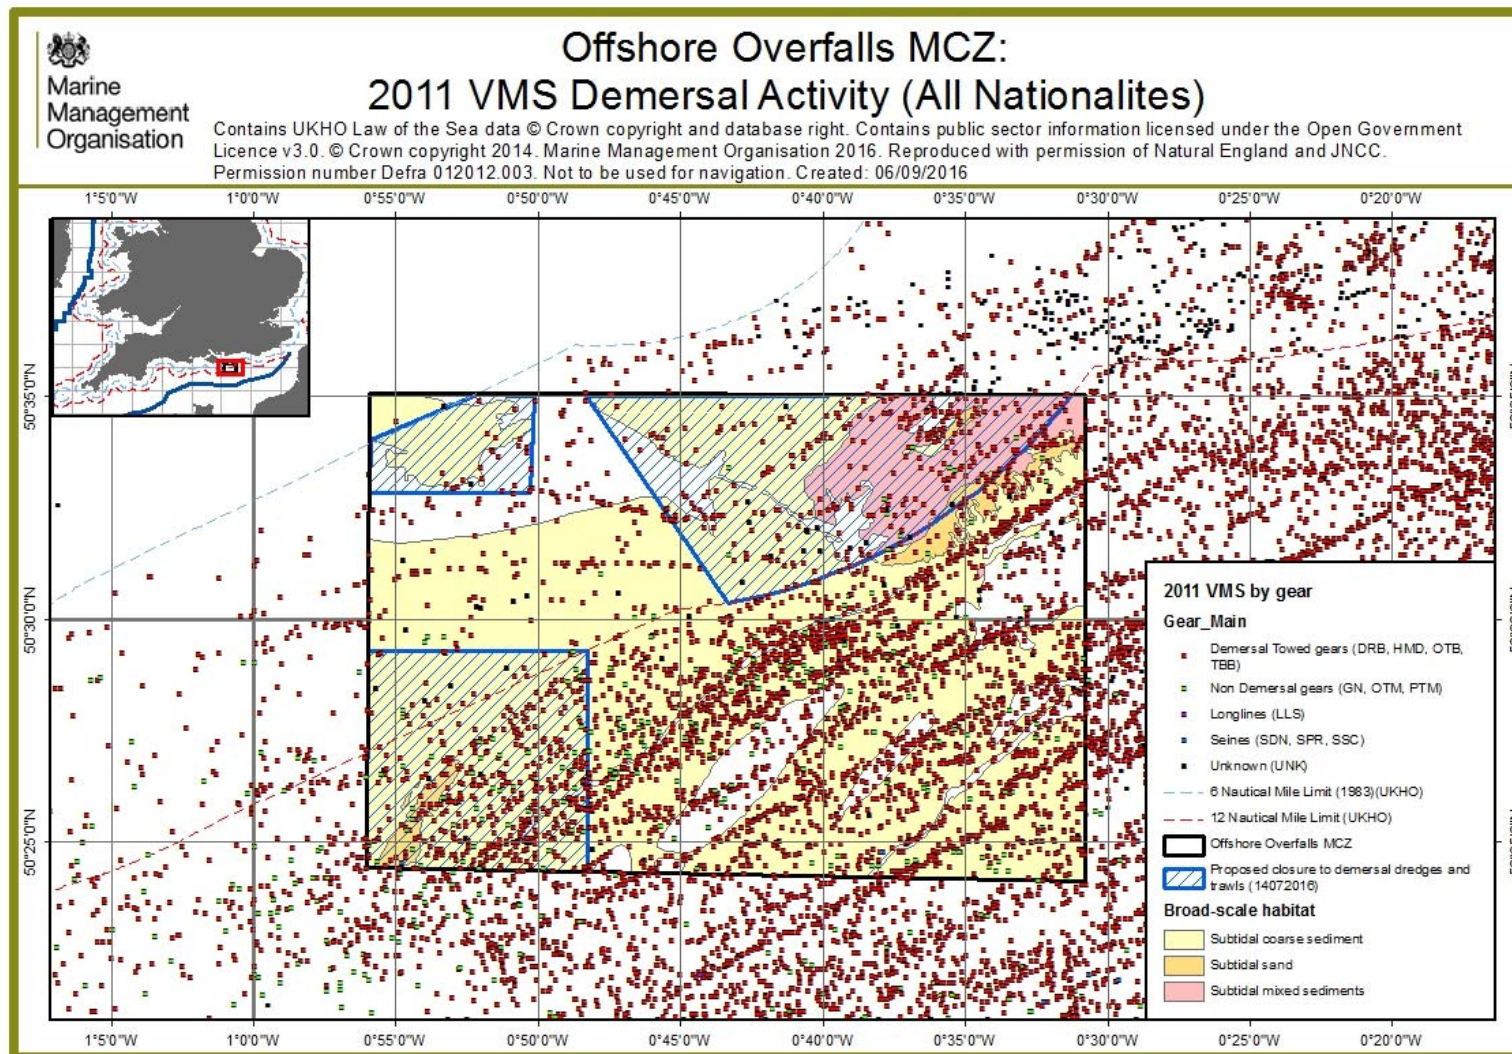 Marine
Management
Organisation
Offshore Overfalls MCZ:
2011 VMS Demersal Activity (All Nationalites)
Contains UKHO Law of the Sea data © Crown copyright and database right. Contains public sector information licensed under the Open Government
Licence v3.0. © Crown copyright 2014. Marine Management Organisation 2016. Reproduced with permission of Natural England and JNCC.
Permission number Defra 012012.003. Not to be used for navigation. Created: 06/09/2016
1°5'0"W 1°0'0"W 0°55'0"W 0°50'0"W 0°45'0"W 0°40'0"W 0°35'0"W 0°30'0"W 0°25'0"W 0°20'0"W
50°35'0"N
50°30'0"N
50°25'0"N
2011 VMS by gear
Gear_Main
Demersal Towed gears (DRB, HMD, OTB,
TBB)
Non Demersal gears (GN, OTM, PTM)
Longlines (LLS)
Seines (SDN, SPR, SSC)
Unknown (UNK)
6 Nautical Mile Limit (1983)(UKHO)
12 Nautical Mile Limit (UKHO)
Offshore Overfalls MCZ
Proposed closure to demersal dredges and
trawls (14072016)
Broad-scale habitat
Subtidal coarse sediment
Subtidal sand
Subtidal mixed sediments
1°5'0"W 1°0'0"W 0°55'0"W 0°50'0"W 0°45'0"W 0°40'0"W 0°35'0"W 0°30'0"W 0°25'0"W 0°20'0"W